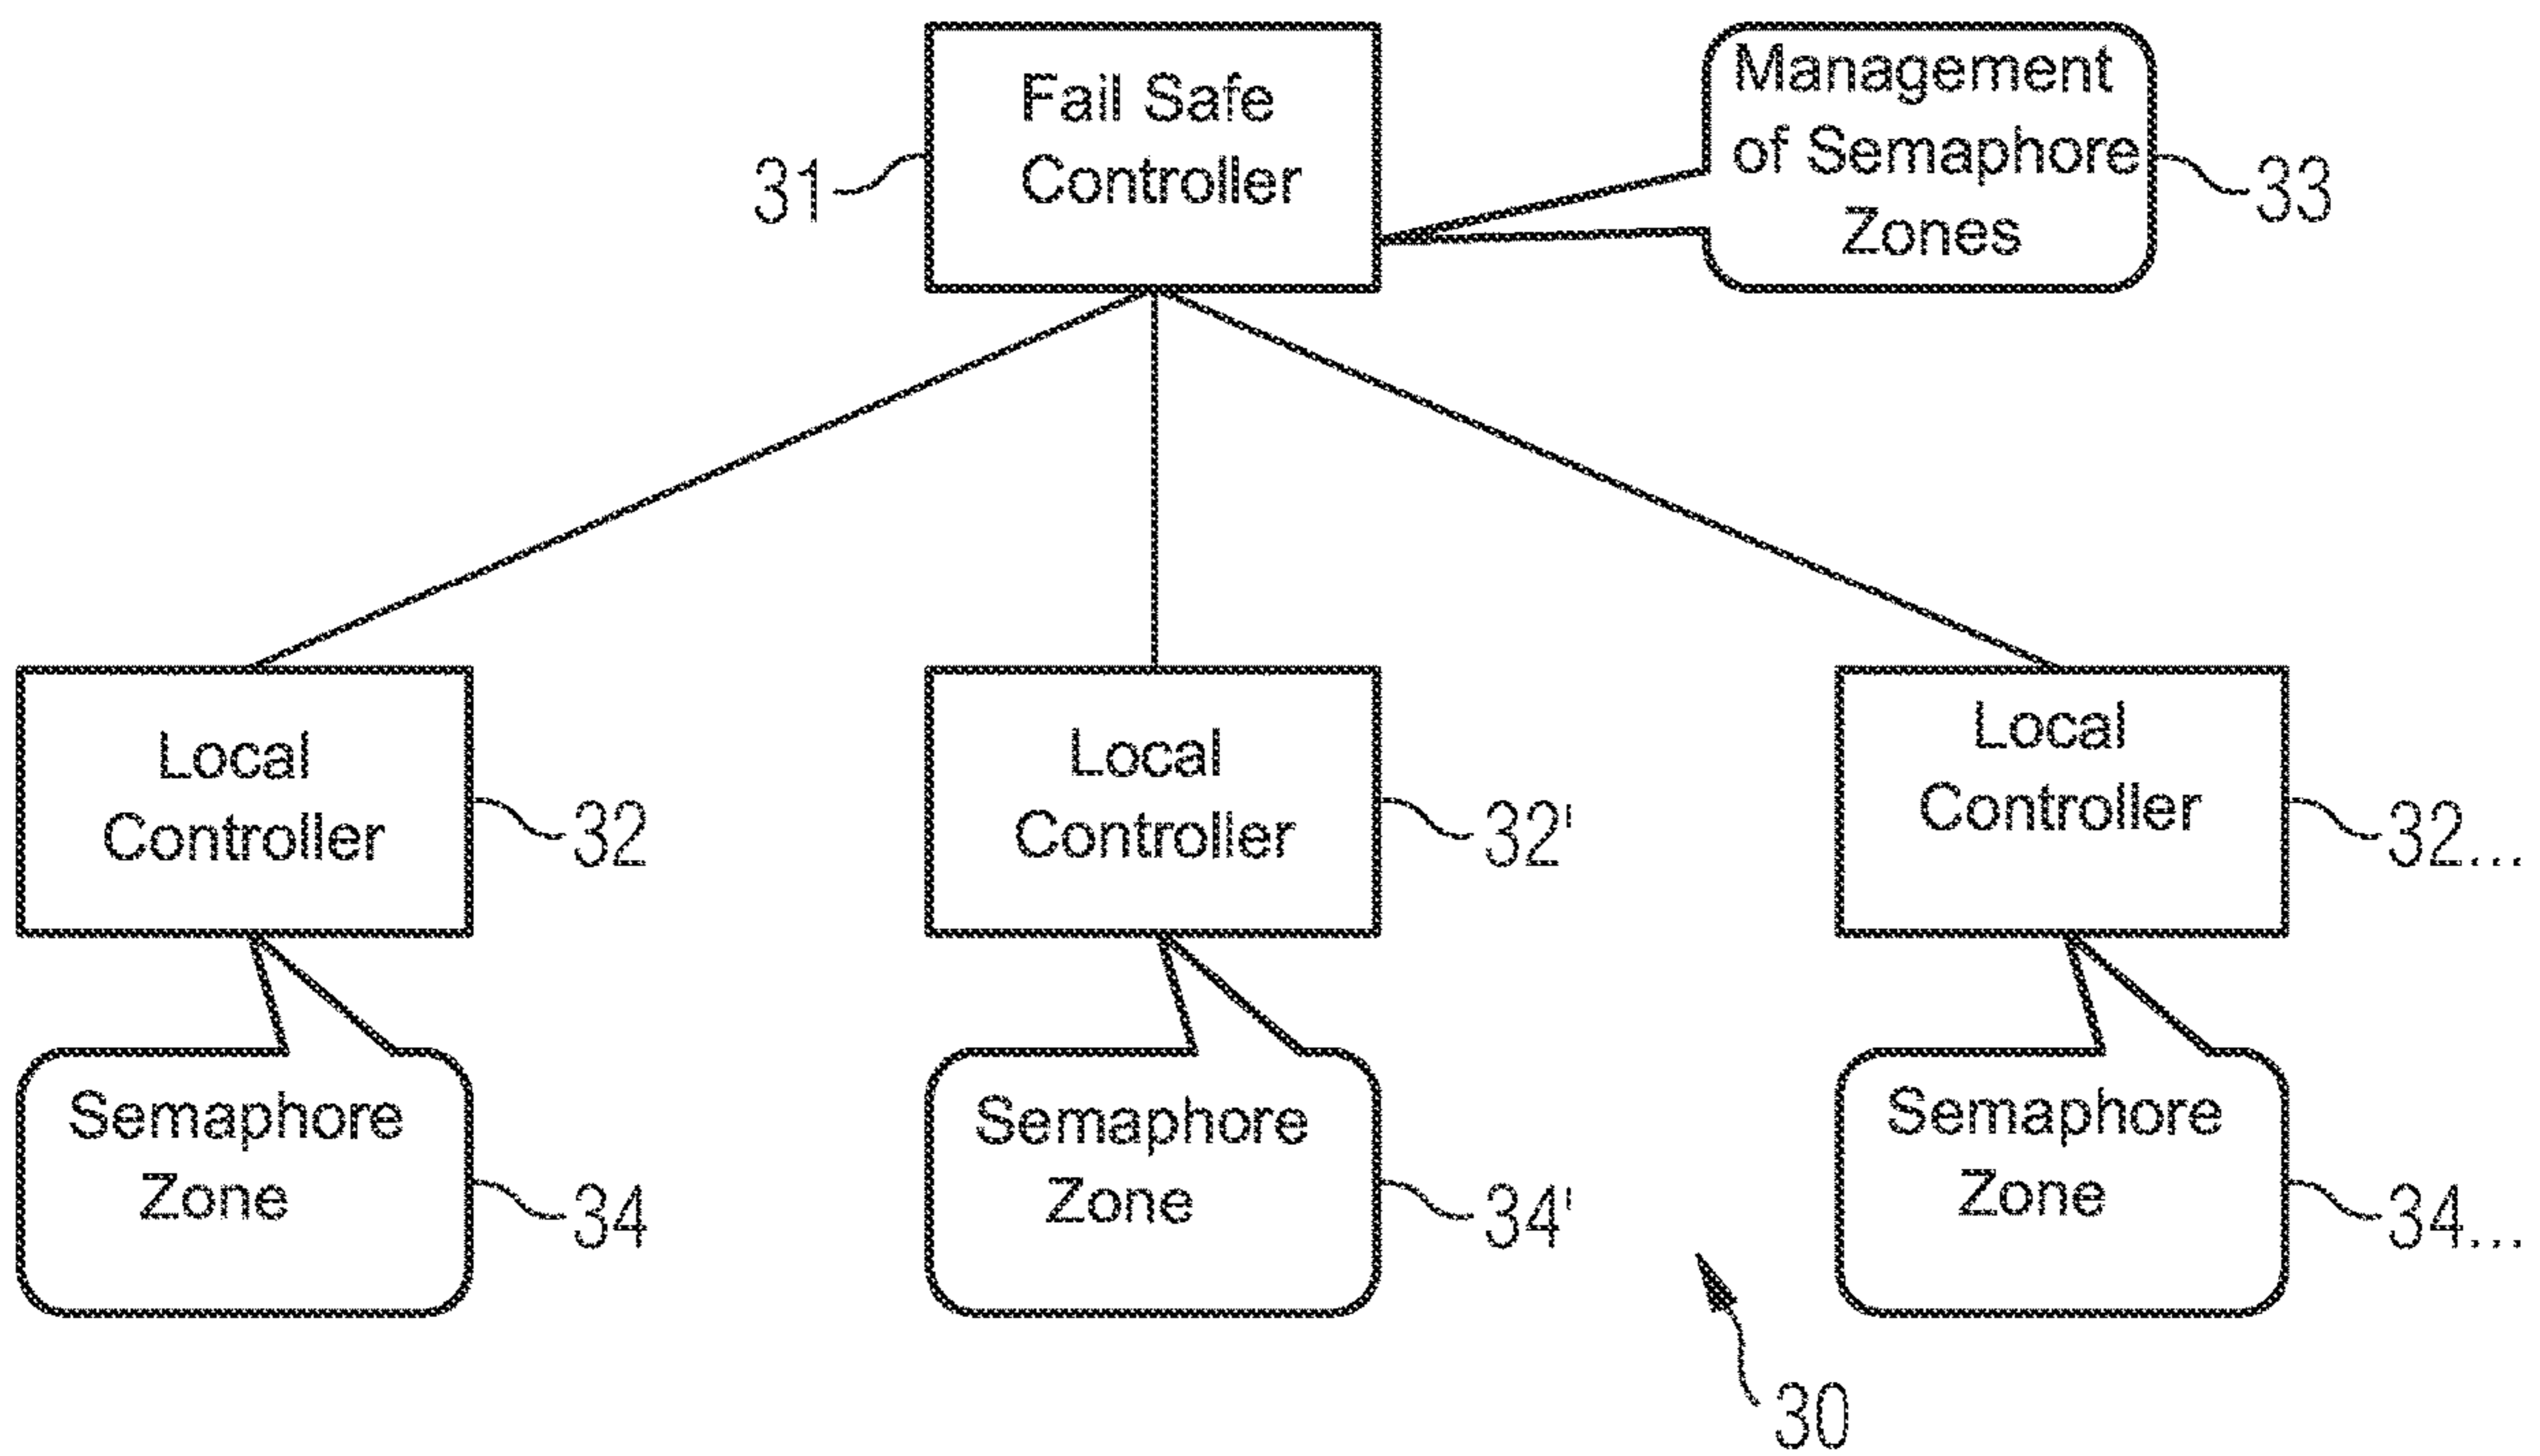 Fail Safe
Controller
31
Management
of Semaphore
Zones
33
Local
Controller
32
Local
Controller
32'
Local
Controller
32...
Semaphore
Zone
34
Semaphore
Zone
34'
Semaphore
Zone
34...
30